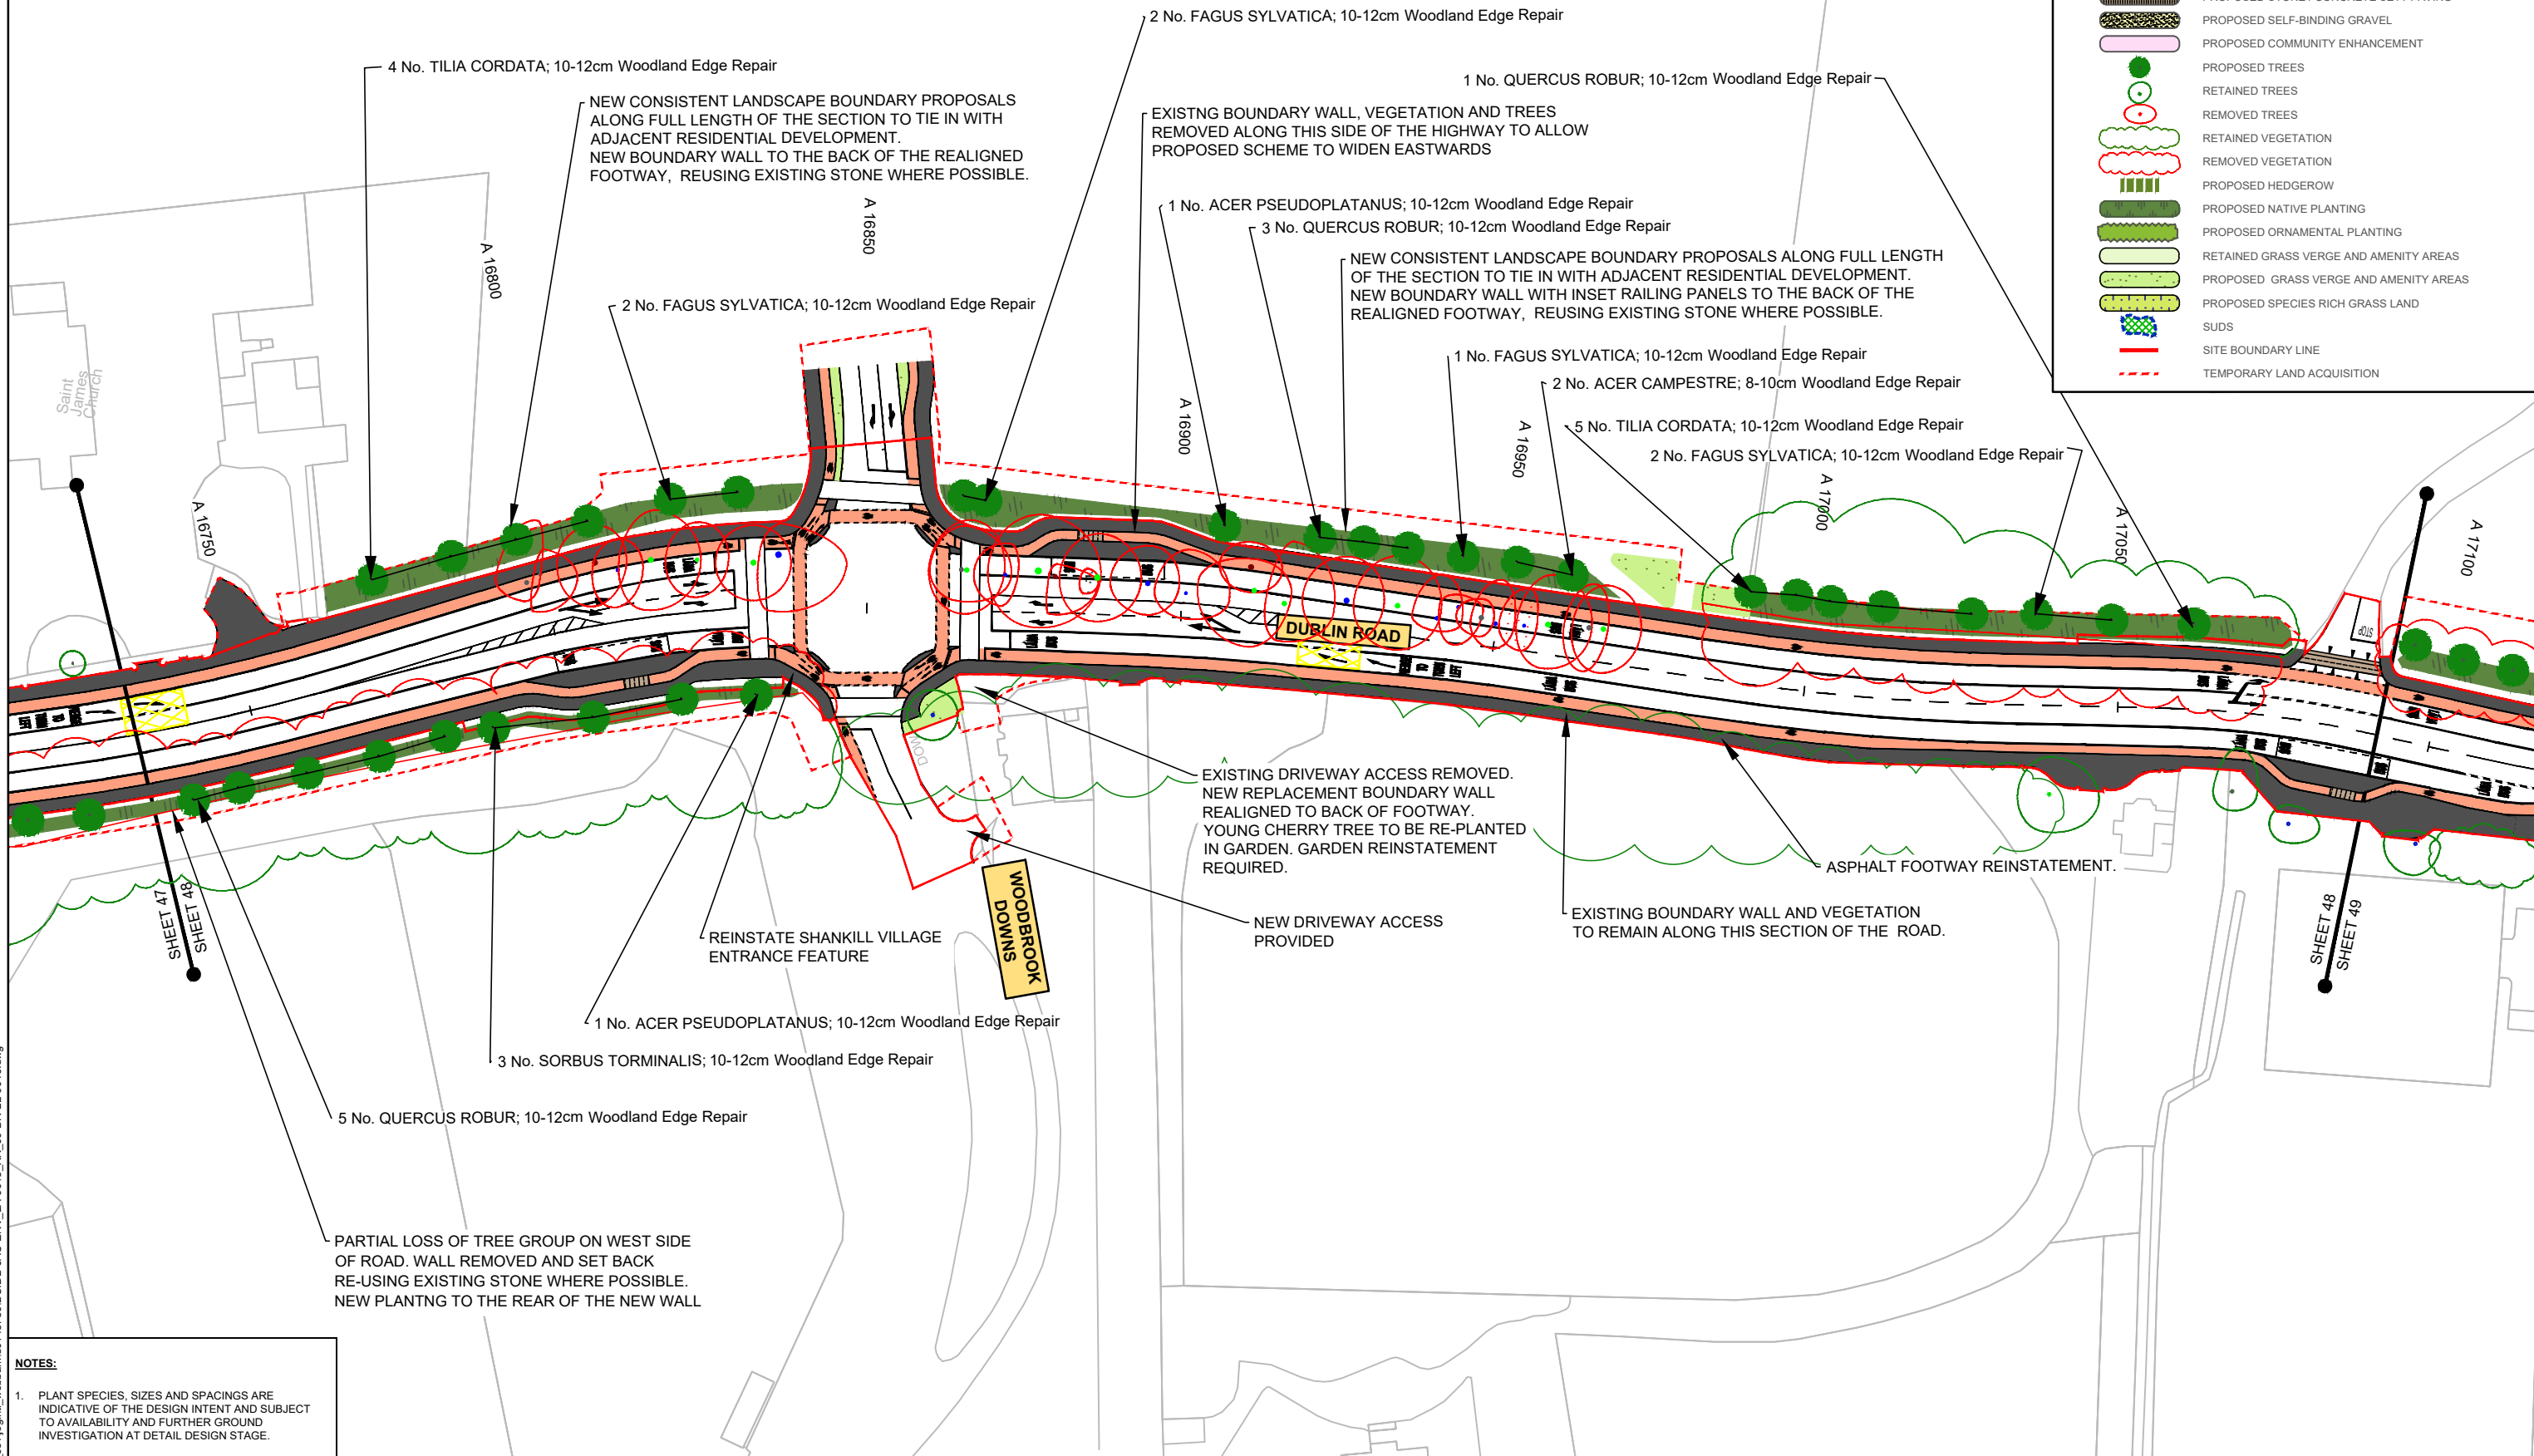 2 No. FAGUS SYLVATICA; 10-12cm Woodland Edge Repair
4 No. TILIA CORDATA; 10-12cm Woodland Edge Repair
1 No. QUERCUS ROBUR; 10-12cm Woodland Edge Repair
NEW CONSISTENT LANDSCAPE BOUNDARY PROPOSALS
ALONG FULL LENGTH OF THE SECTION TO TIE IN WITH
ADJACENT RESIDENTIAL DEVELOPMENT.
NEW BOUNDARY WALL TO THE BACK OF THE REALIGNED
FOOTWAY, REUSING EXISTING STONE WHERE POSSIBLE.
EXISTNG BOUNDARY WALL, VEGETATION AND TREES
REMOVED ALONG THIS SIDE OF THE HIGHWAY TO ALLOW
PROPOSED SCHEME TO WIDEN EASTWARDS
1 No. ACER PSEUDOPLATANUS; 10-12cm Woodland Edge Repair
3 No. QUERCUS ROBUR; 10-12cm Woodland Edge Repair
NEW CONSISTENT LANDSCAPE BOUNDARY PROPOSALS ALONG FULL LENGTH
OF THE SECTION TO TIE IN WITH ADJACENT RESIDENTIAL DEVELOPMENT.
NEW BOUNDARY WALL WITH INSET RAILING PANELS TO THE BACK OF THE
REALIGNED FOOTWAY, REUSING EXISTING STONE WHERE POSSIBLE.
2 No. FAGUS SYLVATICA; 10-12cm Woodland Edge Repair
1 No. FAGUS SYLVATICA; 10-12cm Woodland Edge Repair
2 No. ACER CAMPESTRE; 8-10cm Woodland Edge Repair
5 No. TILIA CORDATA; 10-12cm Woodland Edge Repair
2 No. FAGUS SYLVATICA; 10-12cm Woodland Edge Repair
PROPOSED SELF-BINDING GRAVEL
PROPOSED COMMUNITY ENHANCEMENT
PROPOSED TREES
RETAINED TREES
REMOVED TREES
RETAINED VEGETATION
REMOVED VEGETATION
PROPOSED HEDGEROW
PROPOSED NATIVE PLANTING
PROPOSED ORNAMENTAL PLANTING
RETAINED GRASS VERGE AND AMENITY AREAS
PROPOSED GRASS VERGE AND AMENITY AREAS
PROPOSED SPECIES RICH GRASS LAND
SUDS
SITE BOUNDARY LINE
TEMPORARY LAND ACQUISITION
Saint
James
Church
A 16750
A 16800
A 16850
A 16900
A 16950
A 17000
A 17050
A 17100
DUBLIN ROAD
STOP
DOW
WOODBROOK
DOWNS
EXISTING DRIVEWAY ACCESS REMOVED.
NEW REPLACEMENT BOUNDARY WALL
REALIGNED TO BACK OF FOOTWAY.
YOUNG CHERRY TREE TO BE RE-PLANTED
IN GARDEN. GARDEN REINSTATEMENT
REQUIRED.
ASPHALT FOOTWAY REINSTATEMENT.
NEW DRIVEWAY ACCESS
PROVIDED
EXISTING BOUNDARY WALL AND VEGETATION
TO REMAIN ALONG THIS SECTION OF THE ROAD.
SHEET 47
SHEET 48
SHEET 48
SHEET 49
REINSTATE SHANKILL VILLAGE
ENTRANCE FEATURE
1 No. ACER PSEUDOPLATANUS; 10-12cm Woodland Edge Repair
3 No. SORBUS TORMINALIS; 10-12cm Woodland Edge Repair
5 No. QUERCUS ROBUR; 10-12cm Woodland Edge Repair
PARTIAL LOSS OF TREE GROUP ON WEST SIDE
OF ROAD. WALL REMOVED AND SET BACK
RE-USING EXISTING STONE WHERE POSSIBLE.
NEW PLANTNG TO THE REAR OF THE NEW WALL
NOTES:
1. PLANT SPECIES, SIZES AND SPACINGS ARE
INDICATIVE OF THE DESIGN INTENT AND SUBJECT
TO AVAILABILITY AND FURTHER GROUND
INVESTIGATION AT DETAIL DESIGN STAGE.